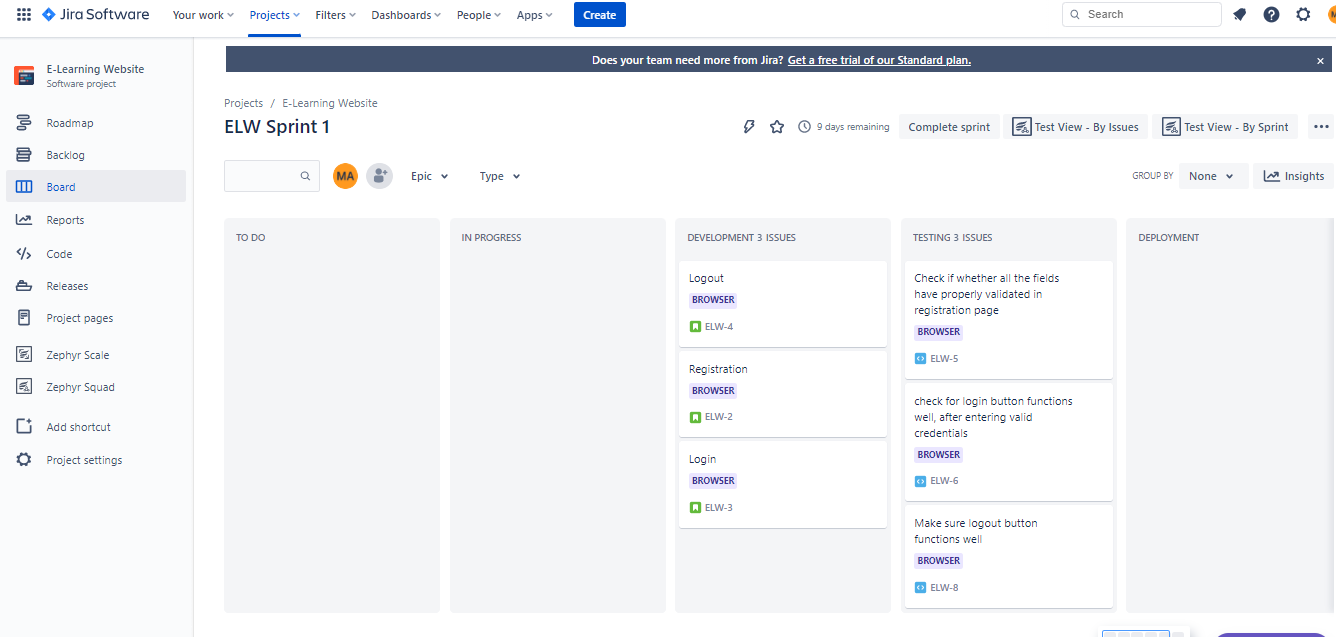 Jira Software
Your work
Projects
Filters
Dashboards
People
Apps
Create
Search
Does your team need more from Jira? Get a free trial of our Standard plan.
E-Learning Website
Software project
Roadmap
Backlog
Board
Reports
Code
Releases
Project pages
Zephyr Scale
Zephyr Squad
Add shortcut
Project settings
Projects / E-Learning Website
ELW Sprint 1
9 days remaining
Complete sprint
Test View - By Issues
Test View - By Sprint
MA
Epic
Type
GROUP BY
None
Insights
TO DO
IN PROGRESS
DEVELOPMENT 3 ISSUES
Logout
BROWSER
ELW-4
Registration
BROWSER
ELW-2
Login
BROWSER
ELW-3
TESTING 3 ISSUES
Check if whether all the fields
have properly validated in
registration page
BROWSER
ELW-5
check for login button functions
well, after entering valid
credentials
BROWSER
ELW-6
Make sure logout button
functions well
BROWSER
ELW-8
DEPLOYMENT